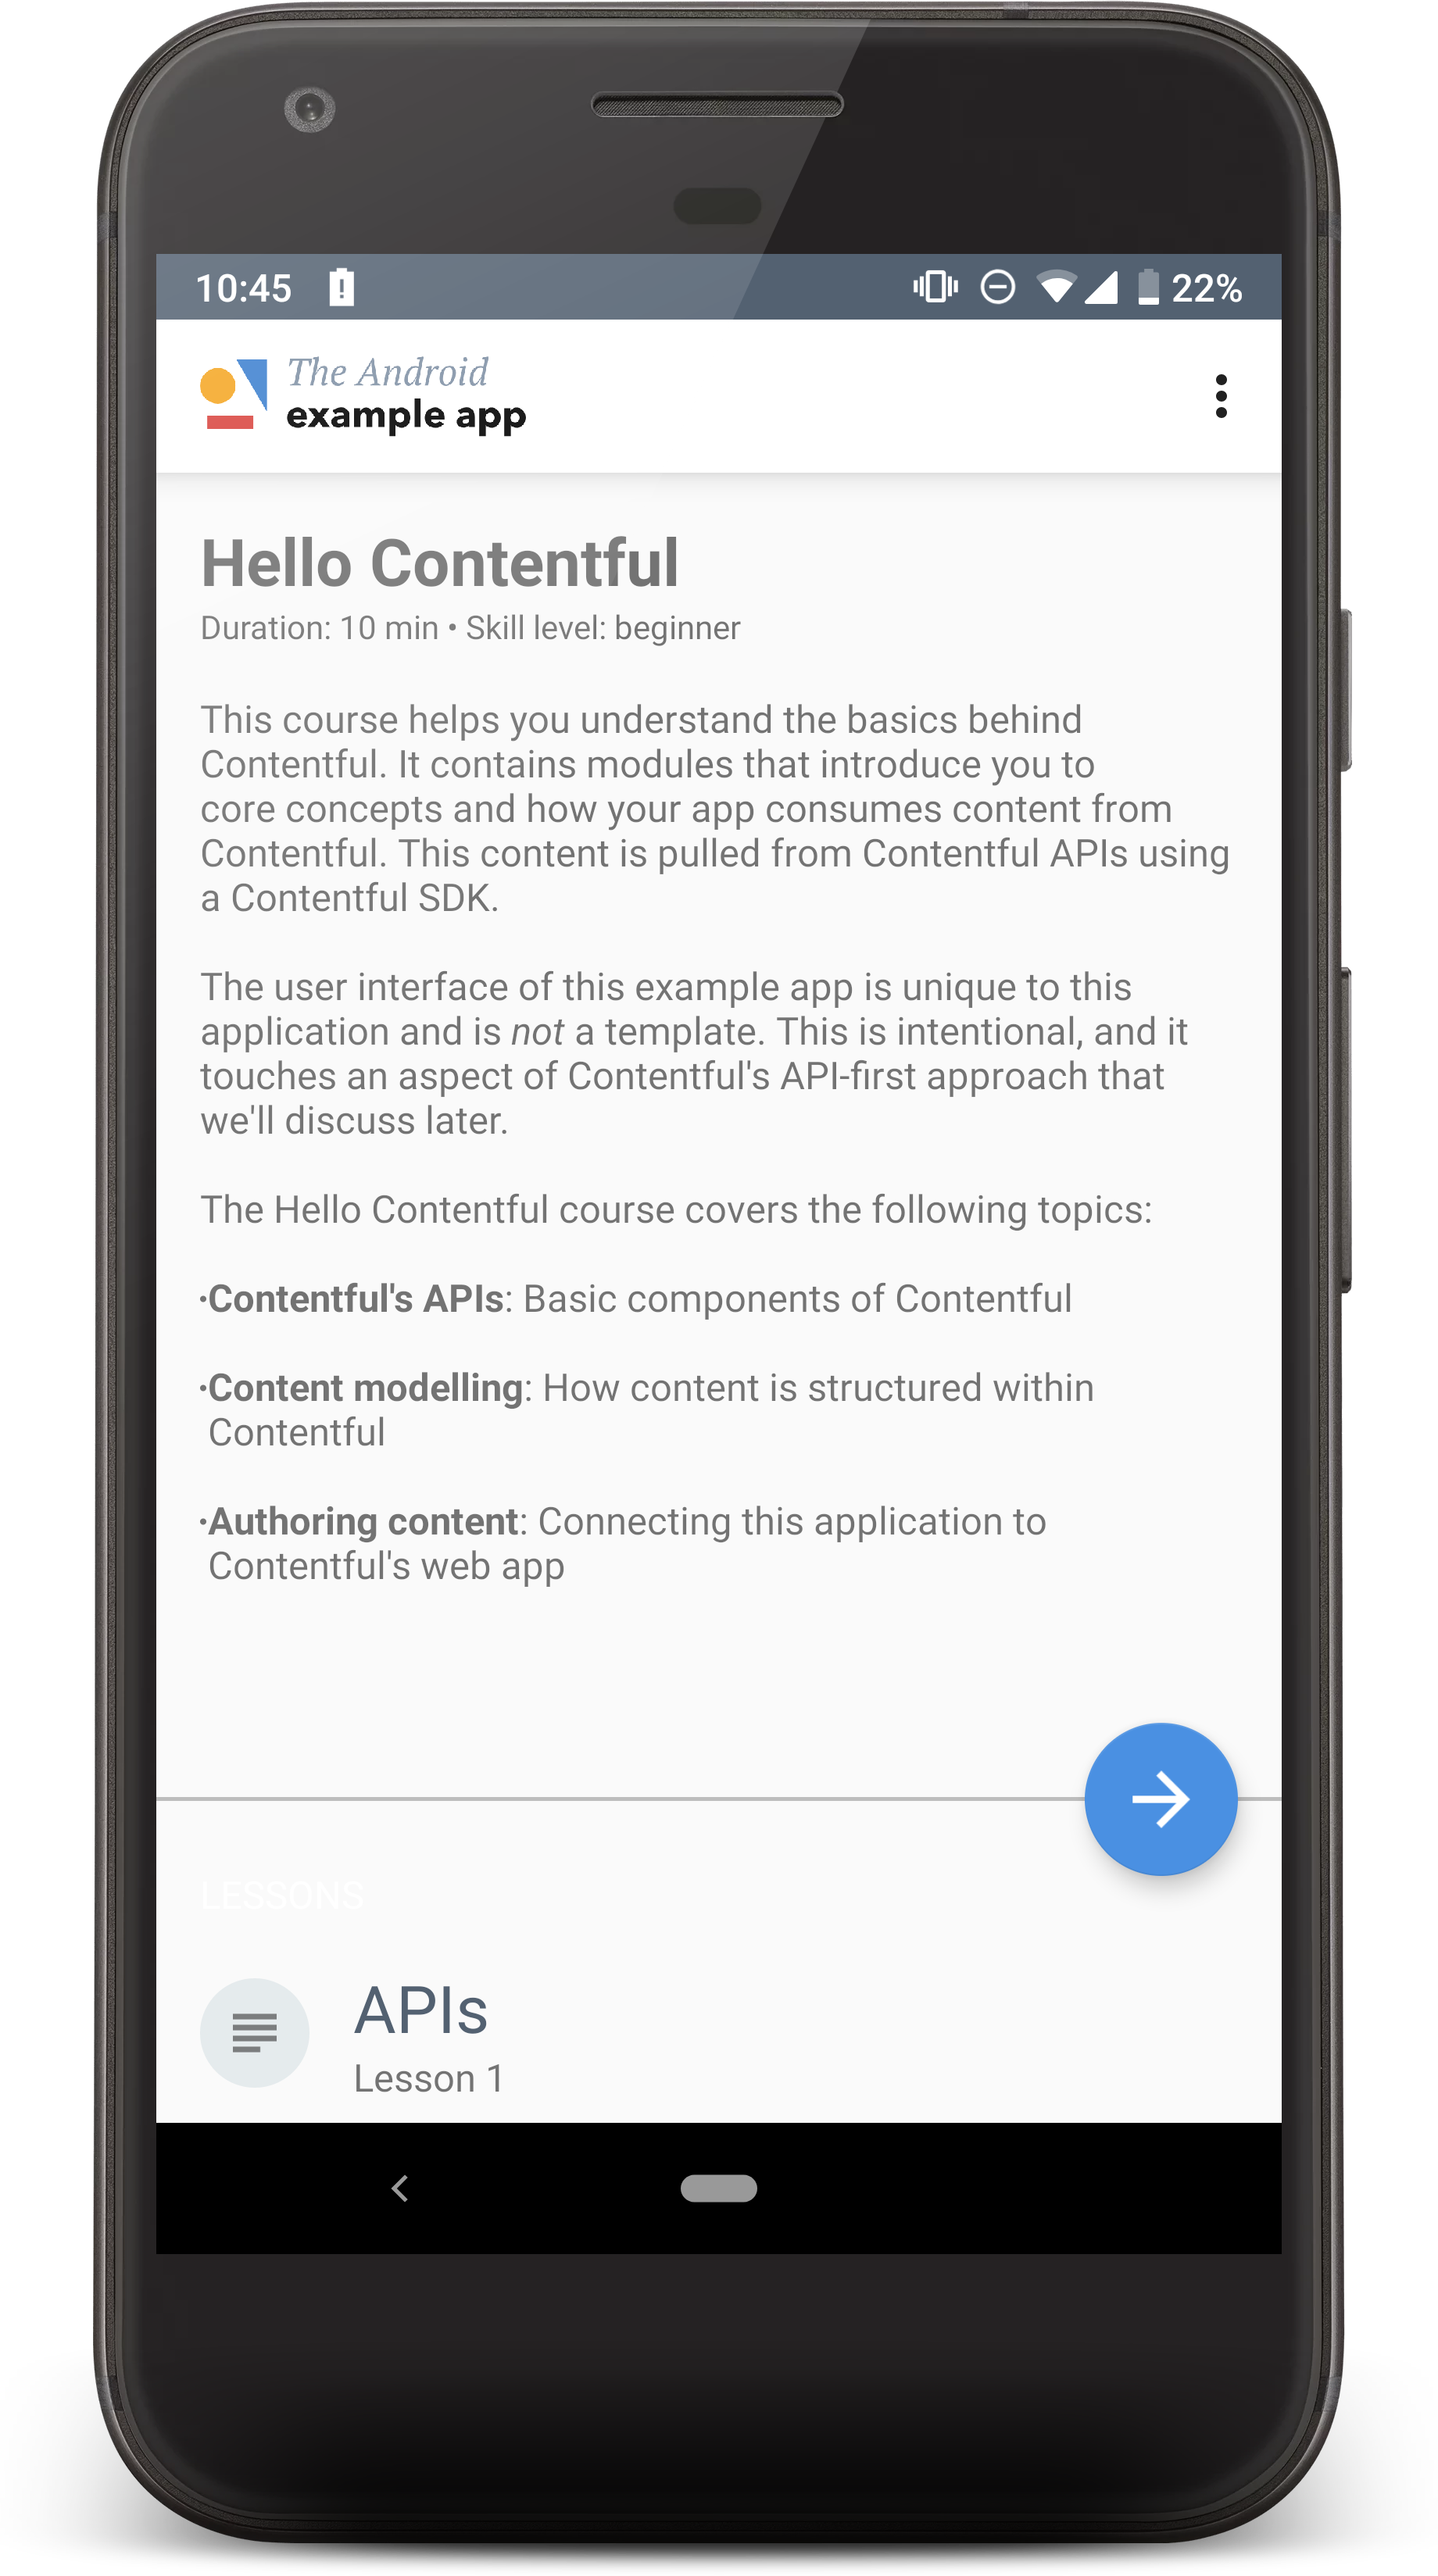 10:45
22%
The Android
example app
Hello Contentful
Duration: 10 min • Skill level: beginner
This course helps you understand the basics behind
Contentful. It contains modules that introduce you to
core concepts and how your app consumes content from
Contentful. This content is pulled from Contentful APIs using
a Contentful SDK.
The user interface of this example app is unique to this
application and is not a template. This is intentional, and it
touches an aspect of Contentful's API-first approach that
we'll discuss later.
The Hello Contentful course covers the following topics:
·Contentful's APIs: Basic components of Contentful
·Content modelling: How content is structured within
Contentful
·Authoring content: Connecting this application to
Contentful's web app
LESSONS
APIs
Lesson 1